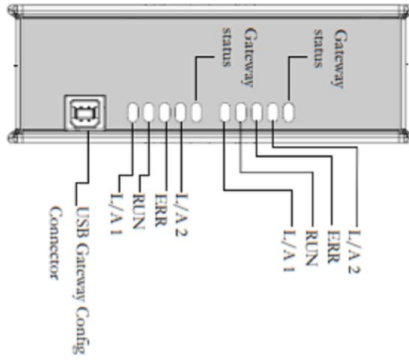 Gateway
status
Gateway
status
L/A 2
ERR
RUN
L/A 1
L/A 2
ERR
RUN
L/A 1
USB Gateway Config
Connector